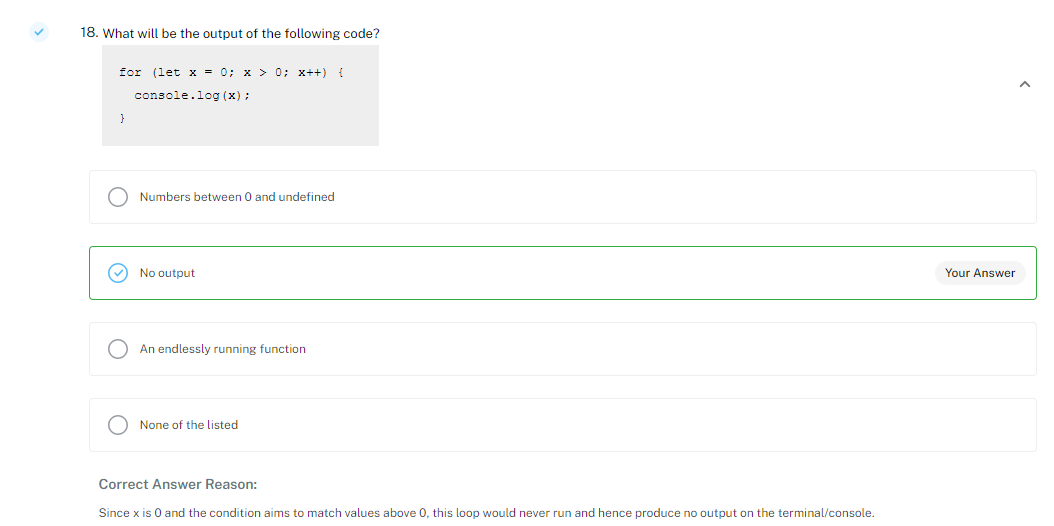 18. What will be the output of the following code?
for (let x = 0; x > 0; x++) {
  console.log(x);
}
Numbers between 0 and undefined
No output
Your Answer
An endlessly running function
None of the listed
Correct Answer Reason:
Since x is 0 and the condition aims to match values above 0, this loop would never run and hence produce no output on the terminal/console.